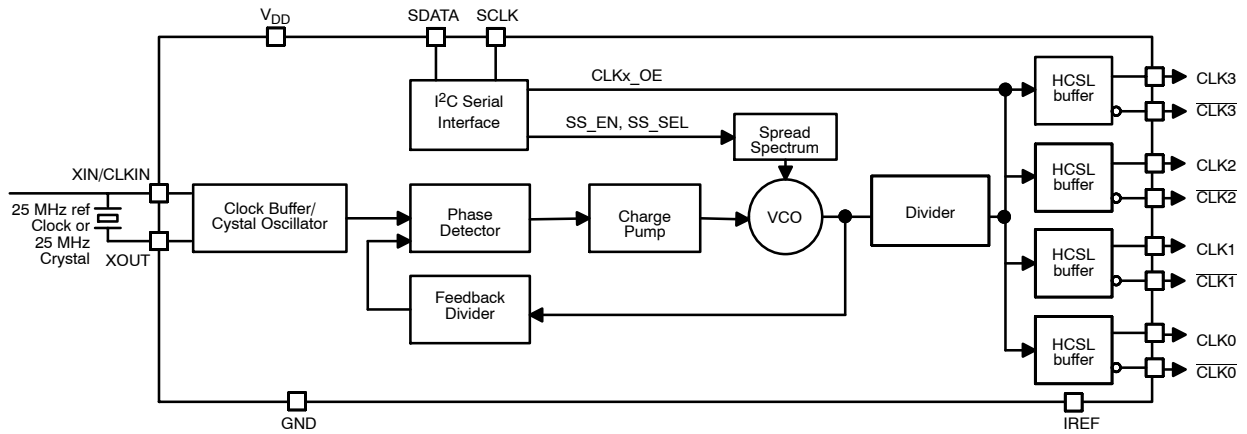 VDD
SDATA
SCLK
I2C Serial
Interface
CLKx_OE
SS_EN, SS_SEL
Spread
Spectrum
HCSL
buffer
CLK3
CLK3
XIN/CLKIN
25 MHz ref
Clock or
25 MHz
Crystal
XOUT
Clock Buffer/
Cystal Oscillator
Phase
Detector
Charge
Pump
VCO
Divider
HCSL
buffer
CLK2
CLK2
Feedback
Divider
HCSL
buffer
CLK1
CLK1
HCSL
buffer
CLK0
CLK0
GND
IREF